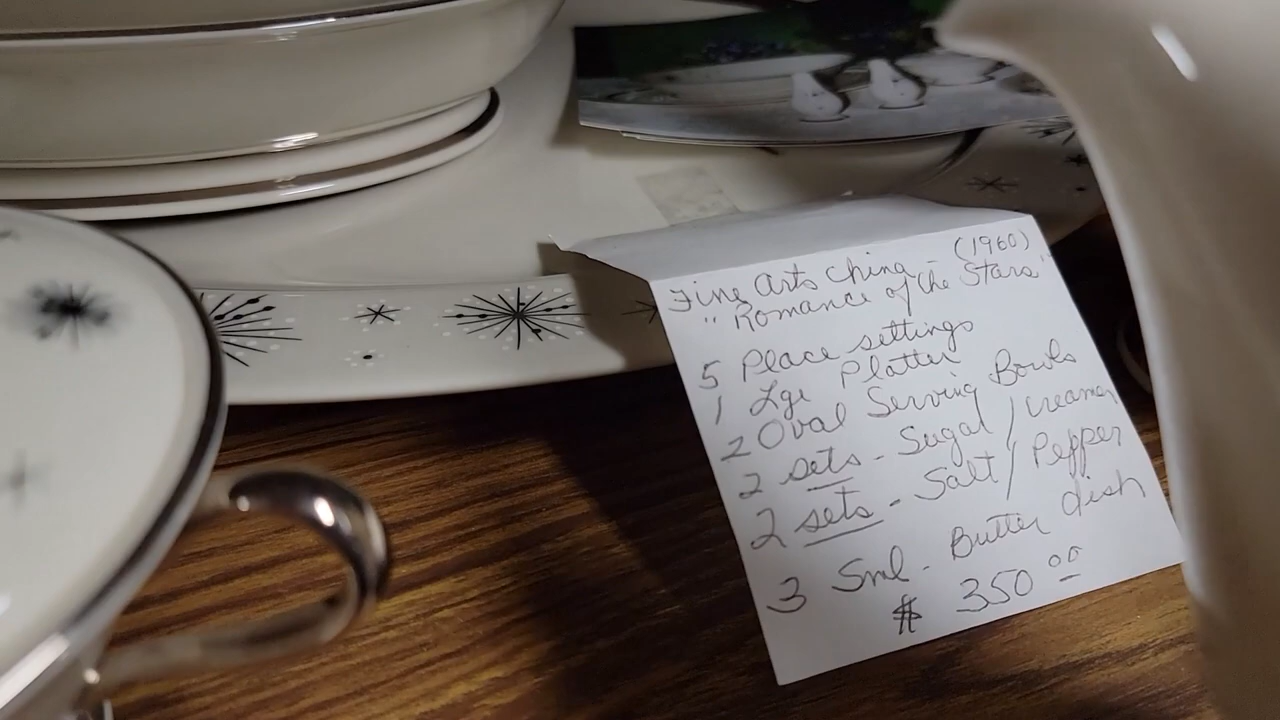 Fine Arts China - (1960)
"Romance of the Stars"
5 Place settings
1 Lge Platter
2 Oval Serving Bowls
2 sets - Sugar / Creamer
2 sets - Salt / Pepper
3 Sml - Butter dish
$ 350 00